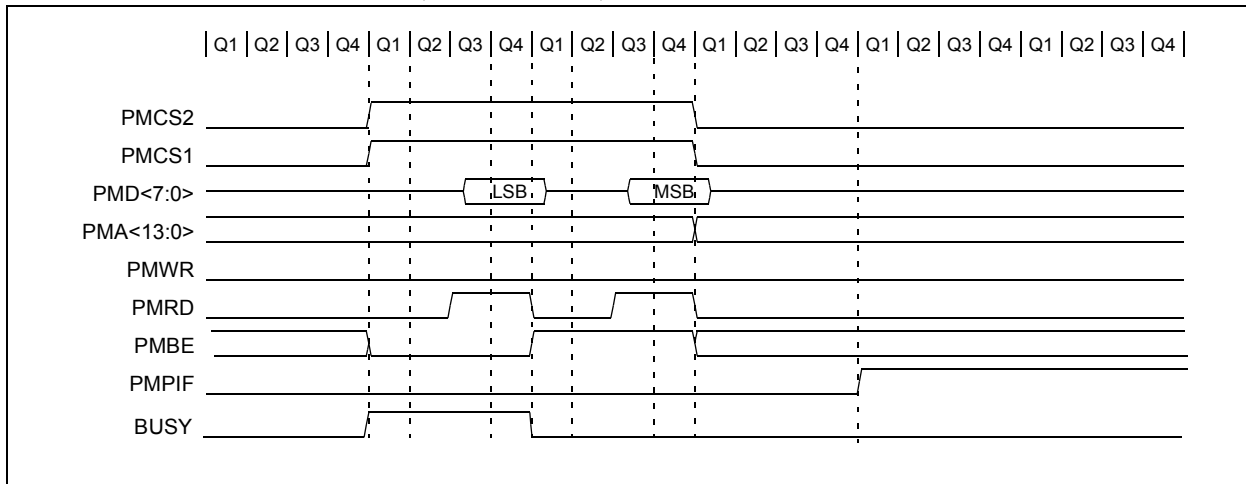 Q1 Q2 Q3 Q4 Q1 Q2 Q3 Q4 Q1 Q2 Q3 Q4 Q1 Q2 Q3 Q4 Q1 Q2 Q3 Q4 Q1 Q2 Q3 Q4
PMCS2
PMCS1
PMD<7:0> LSB MSB
PMA<13:0>
PMWR
PMRD
PMBE
PMPIF
BUSY